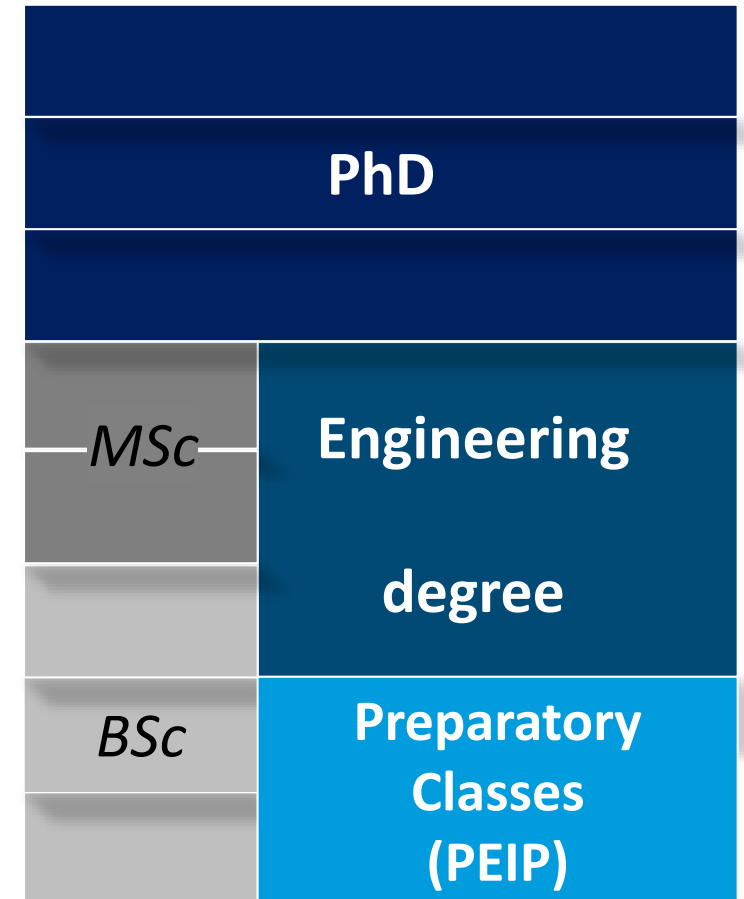 PhD
MSc
Engineering
degree
BSc
Preparatory
Classes
(PEIP)